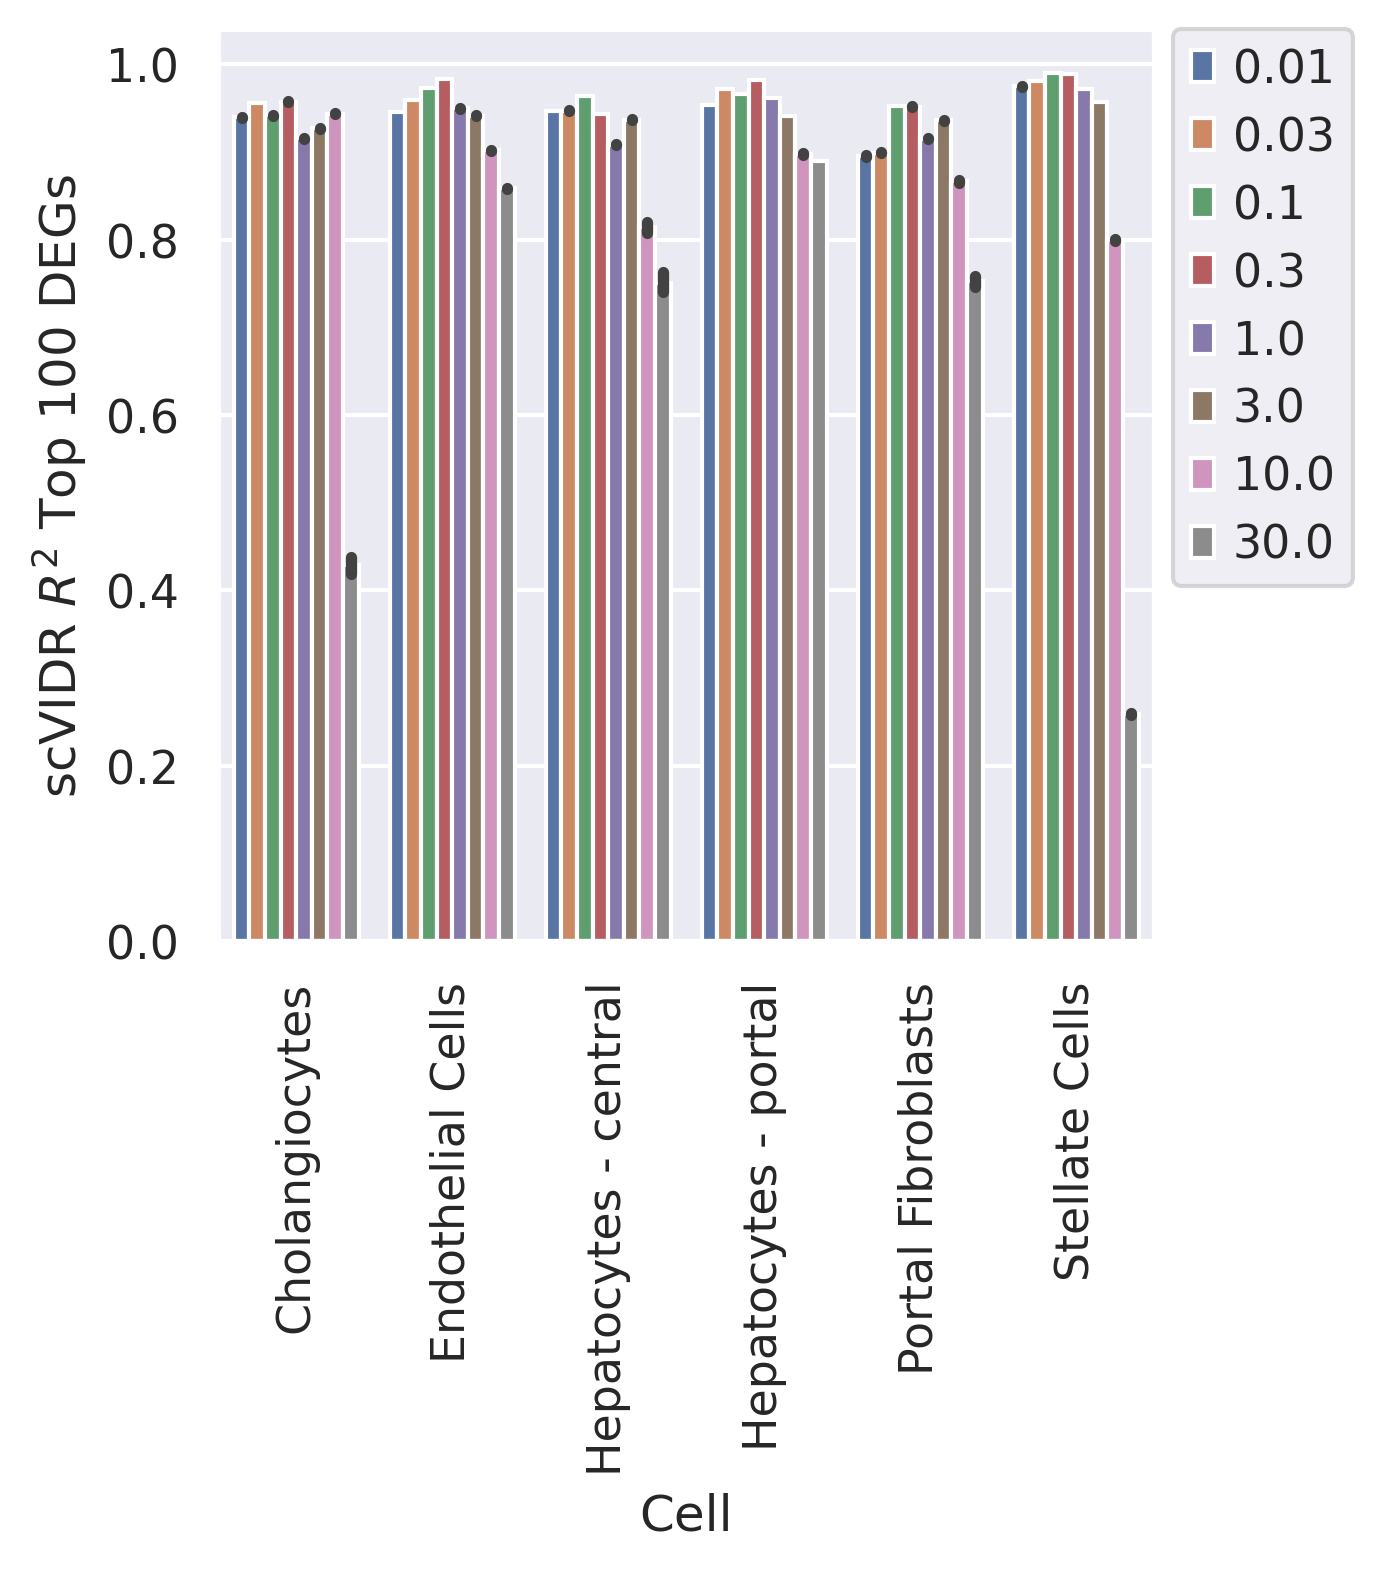 scVIDR R² Top 100 DEGs
1.0
0.8
0.6
0.4
0.2
0.0
Cholangiocytes
Endothelial Cells
Hepatocytes - central
Hepatocytes - portal
Portal Fibroblasts
Stellate Cells
Cell
0.01
0.03
0.1
0.3
1.0
3.0
10.0
30.0